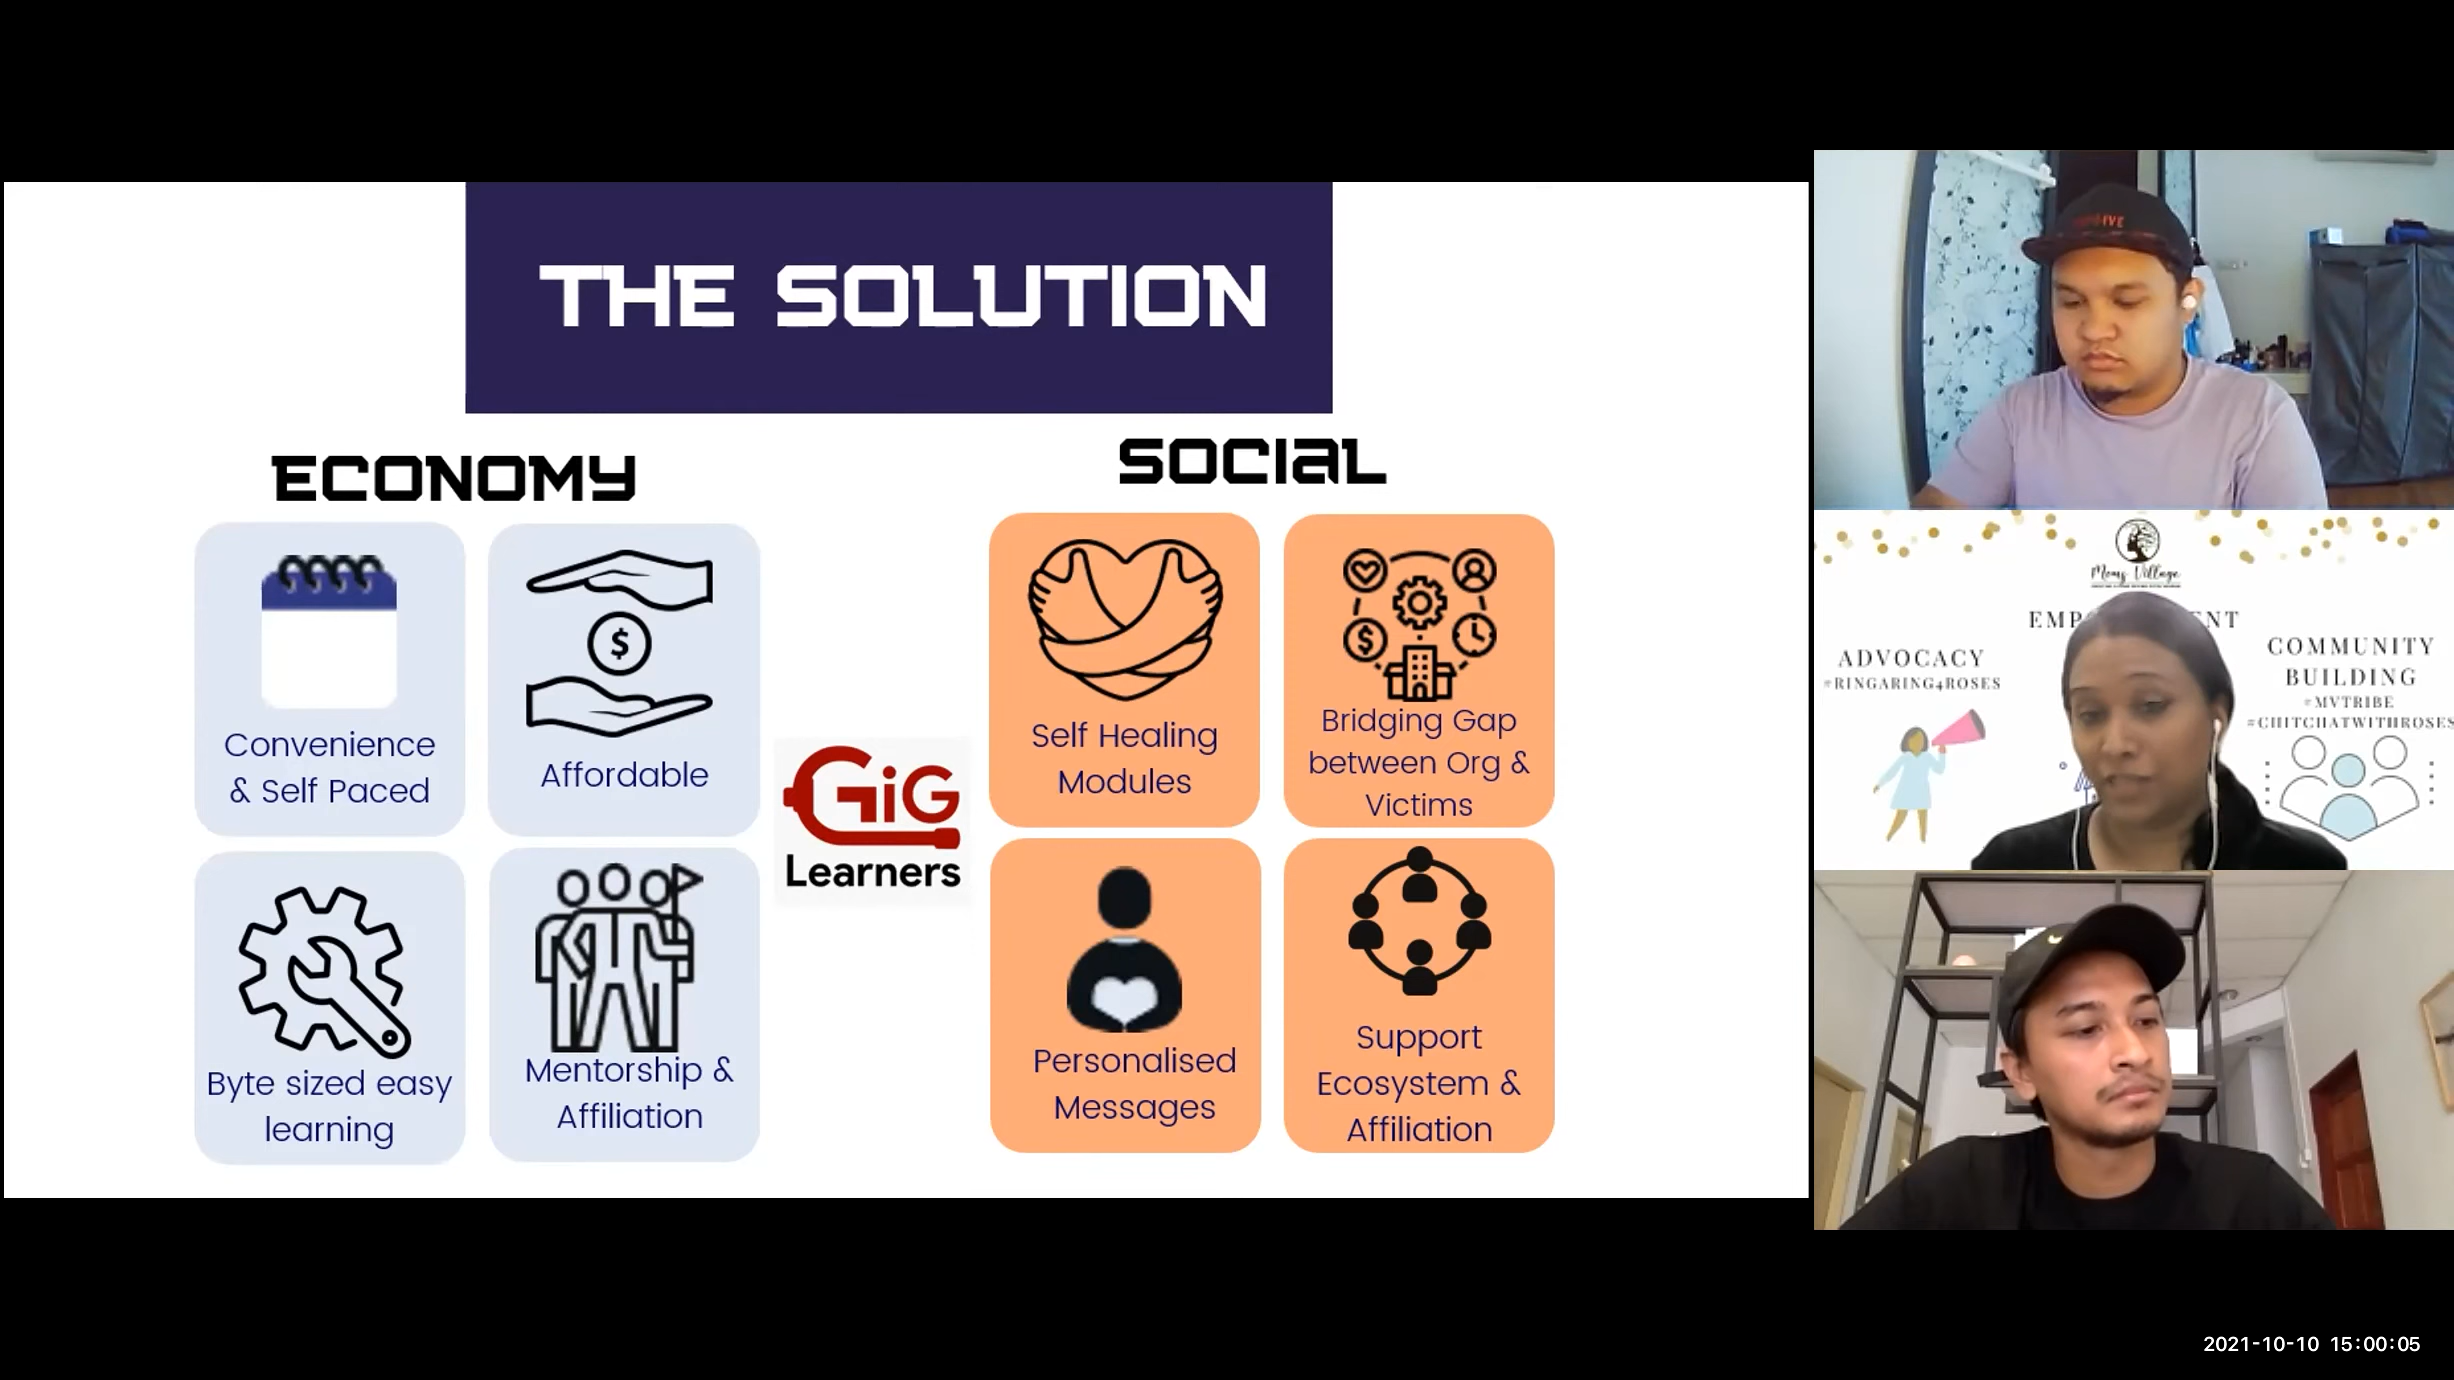 THE SOLUTION
ECONOMY
Convenience
& Self Paced
$
Affordable
Byte sized easy
learning
Mentorship &
Affiliation
GiG
Learners
SOCIAL
Self Healing
Modules
$
Bridging Gap
between Org &
Victims
Personalised
Messages
Support
Ecosystem &
Affiliation
Moms Village
ADVOCACY
#RINGARING4ROSES
COMMUNITY
BUILDING
#MVTRIBE
#CHITCHATWITHROSES
2021-10-10 15:00:05